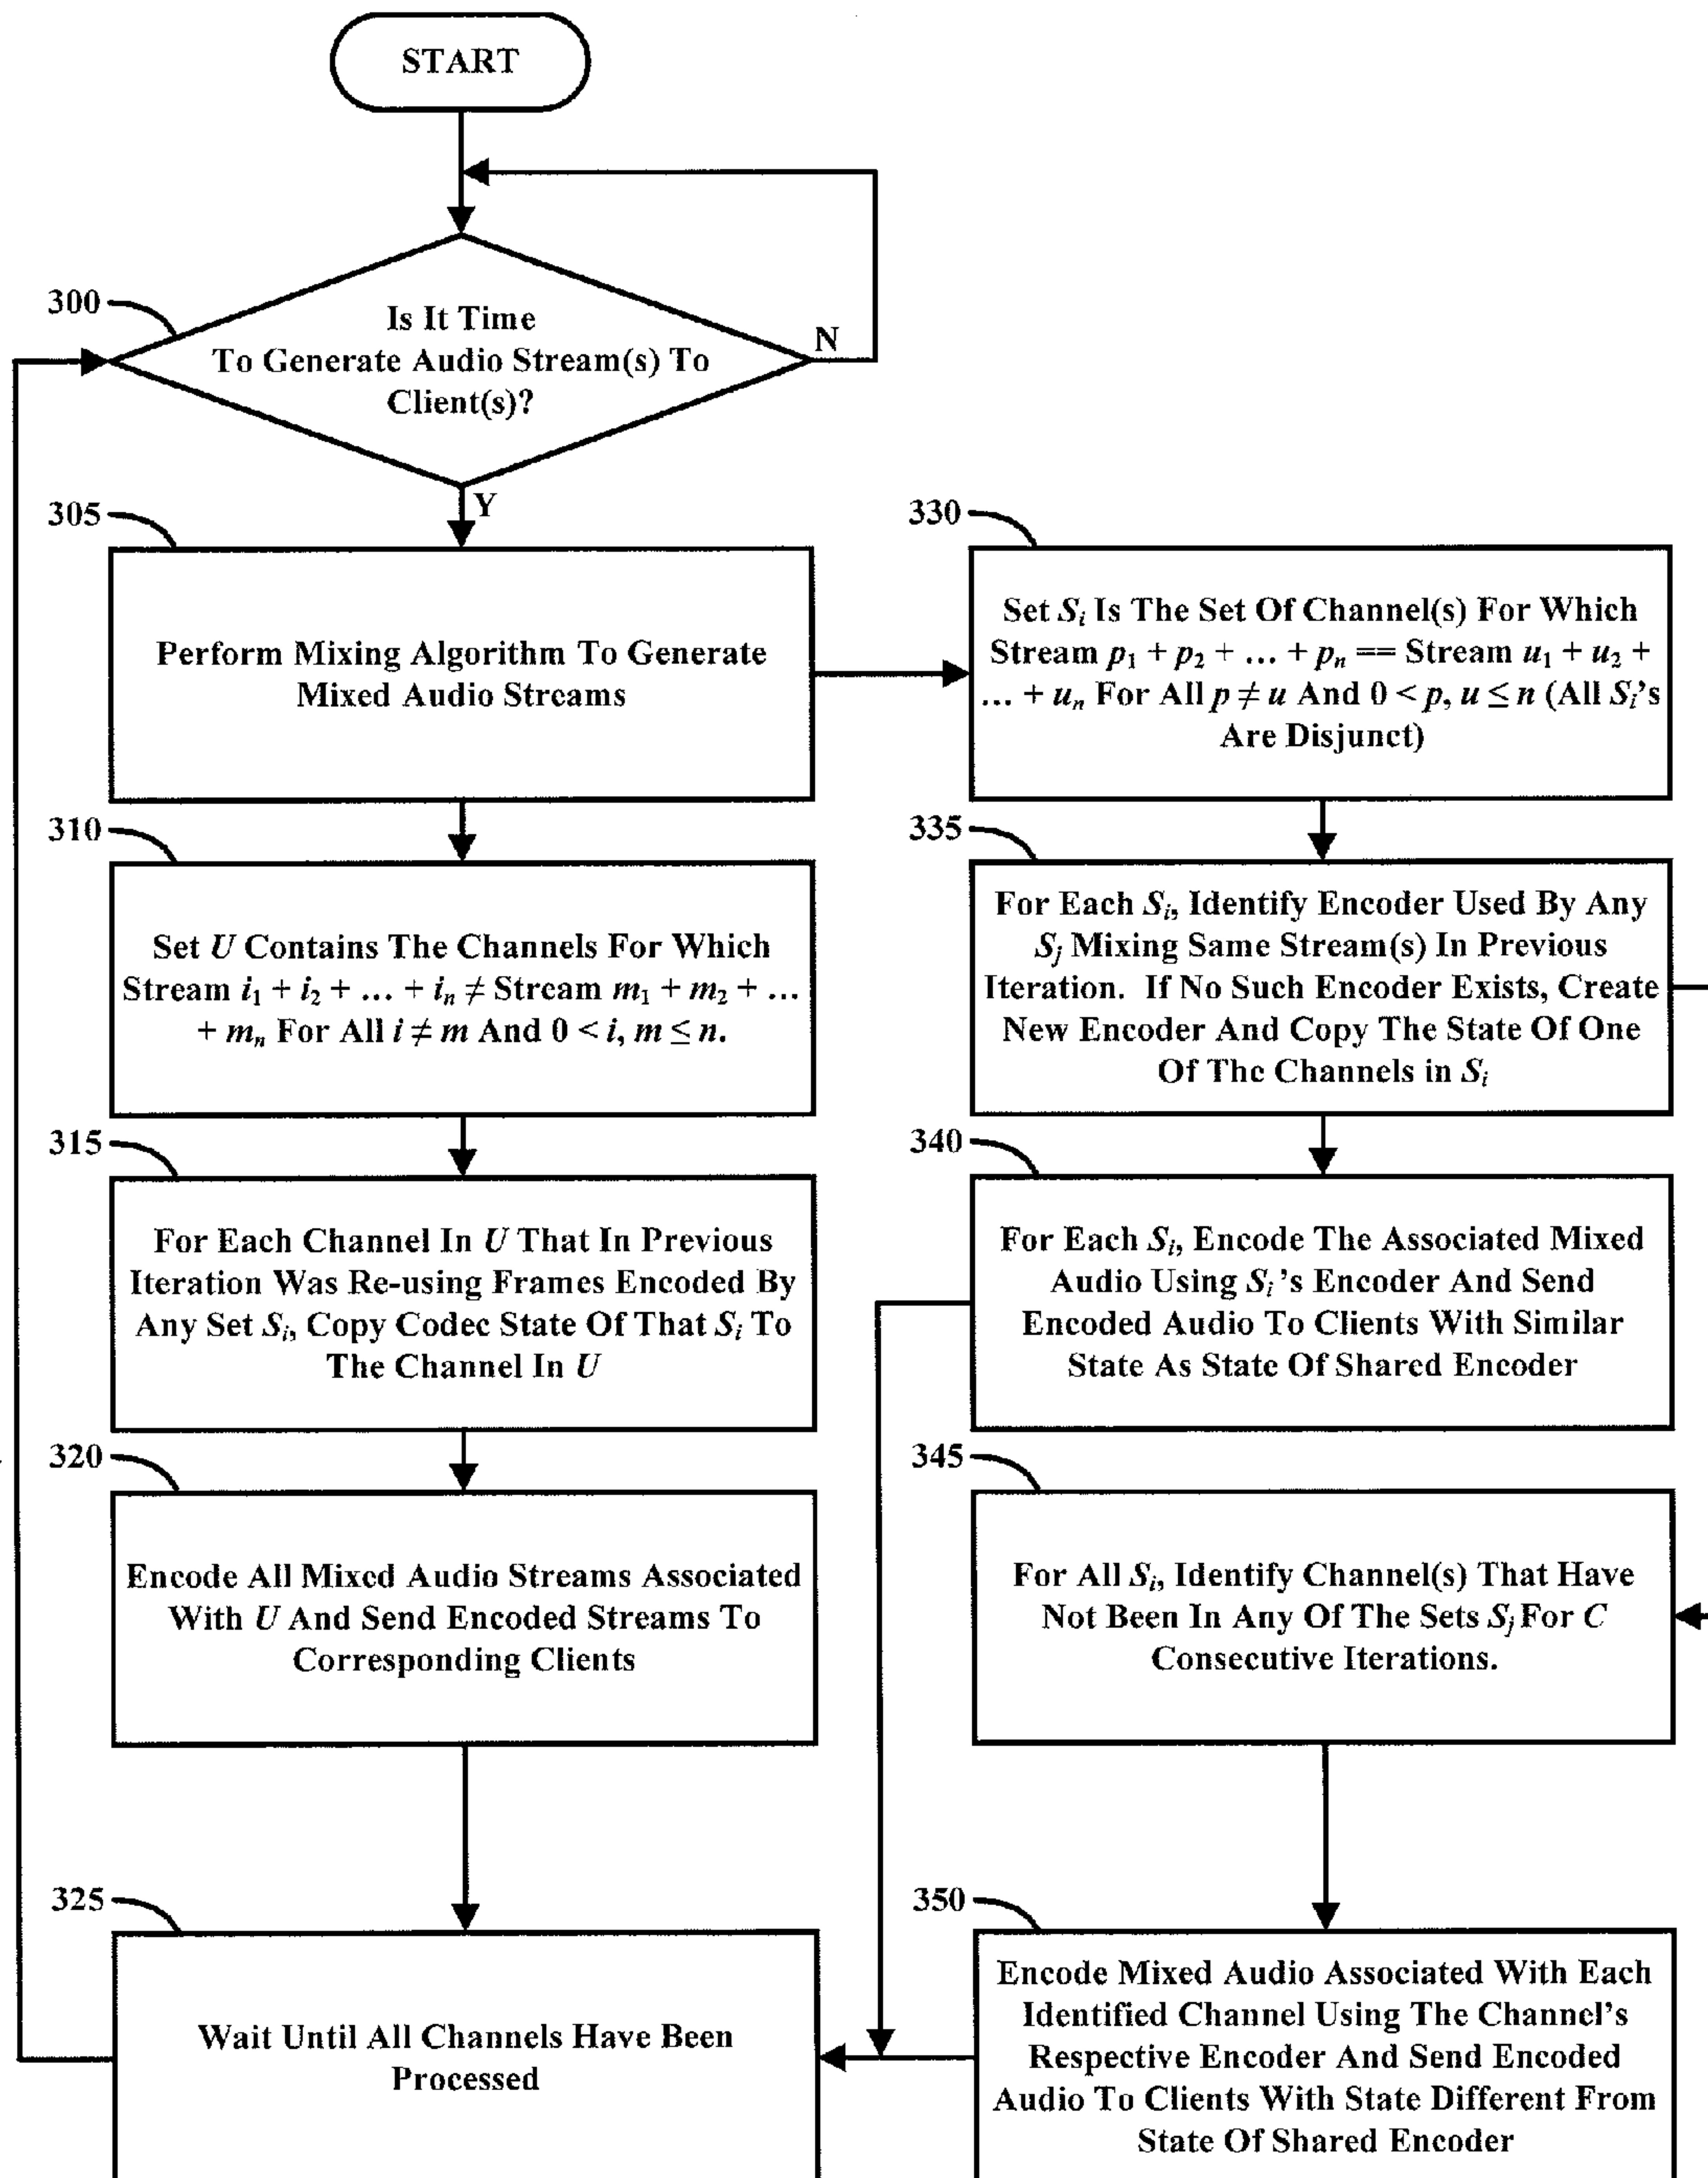 START
300
Is It Time
To Generate Audio Stream(s) To
Client(s)?
N
Y
305
Perform Mixing Algorithm To Generate
Mixed Audio Streams
310
Set U Contains The Channels For Which
Stream i₁ + i₂ + ... + iₙ ≠ Stream m₁ + m₂ + ...
+ mₙ For All i ≠ m And 0 < i, m ≤ n.
315
For Each Channel In U That In Previous
Iteration Was Re-using Frames Encoded By
Any Set Sᵢ, Copy Codec State Of That Sᵢ To
The Channel In U
320
Encode All Mixed Audio Streams Associated
With U And Send Encoded Streams To
Corresponding Clients
325
Wait Until All Channels Have Been
Processed
330
Set Sᵢ Is The Set Of Channel(s) For Which
Stream p₁ + p₂ + ... + pₙ == Stream u₁ + u₂ +
... + uₙ For All p ≠ u And 0 < p, u ≤ n (All Sᵢ's
Are Disjunct)
335
For Each Sᵢ, Identify Encoder Used By Any
Sⱼ Mixing Same Stream(s) In Previous
Iteration. If No Such Encoder Exists, Create
New Encoder And Copy The State Of One
Of The Channels in Sᵢ
340
For Each Sᵢ, Encode The Associated Mixed
Audio Using Sᵢ's Encoder And Send
Encoded Audio To Clients With Similar
State As State Of Shared Encoder
345
For All Sᵢ, Identify Channel(s) That Have
Not Been In Any Of The Sets Sⱼ For C
Consecutive Iterations.
350
Encode Mixed Audio Associated With Each
Identified Channel Using The Channel's
Respective Encoder And Send Encoded
Audio To Clients With State Different From
State Of Shared Encoder